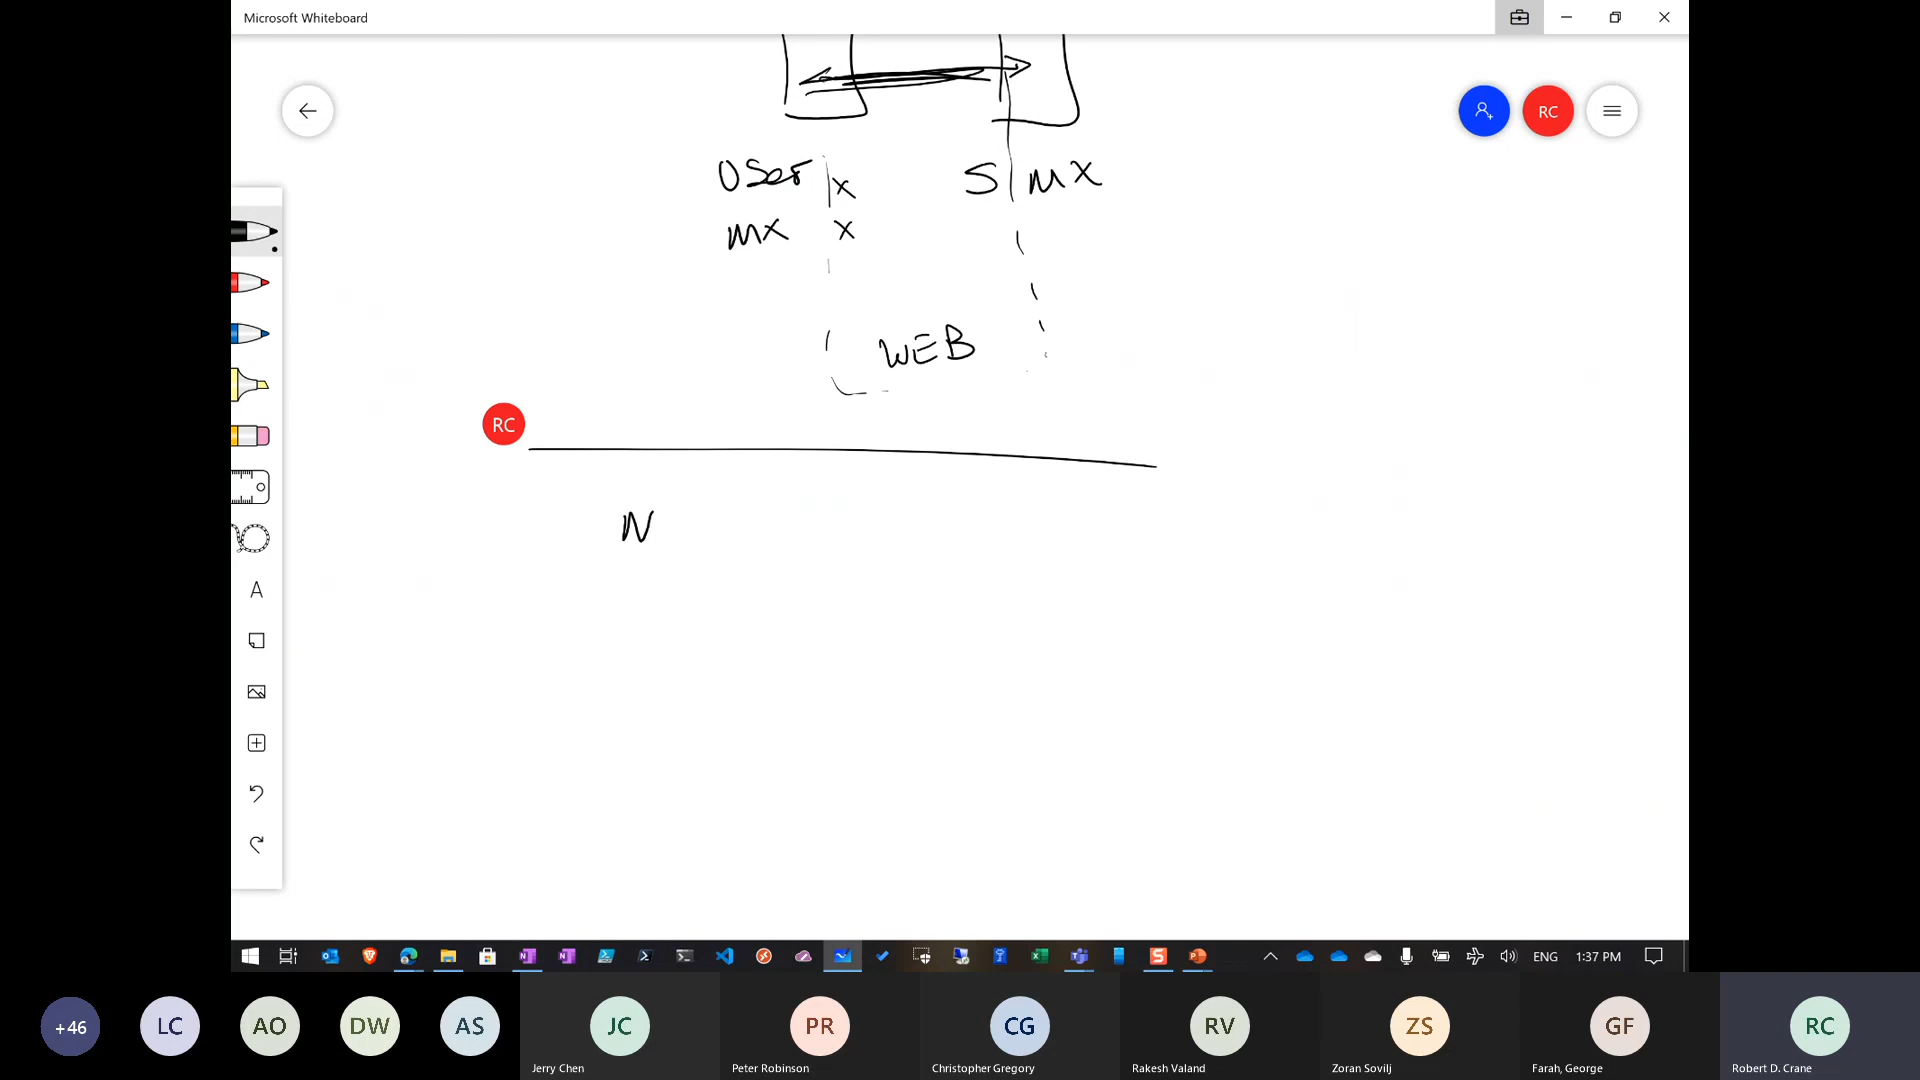 Microsoft Whiteboard
RC
User x S mx
mx x
WEB
RC
N
A
ENG 1:37 PM
+46 LC AO DW AS JC PR CG RV ZS GF RC
Jerry Chen Peter Robinson Christopher Gregory Rakesh Valand Zoran Sovilj Farah, George Robert D. Crane